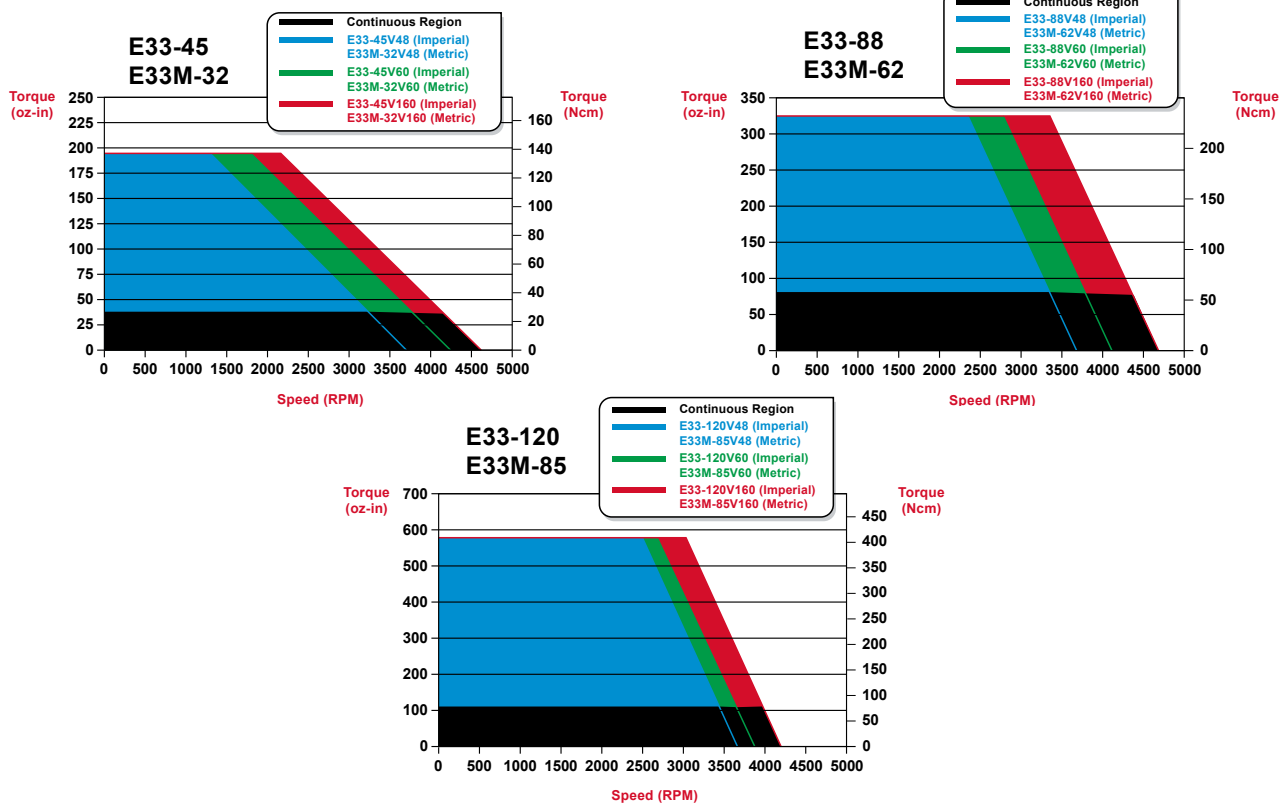 E33-45
E33M-32
Continuous Region
E33-45V48 (Imperial)
E33M-32V48 (Metric)
E33-45V60 (Imperial)
E33M-32V60 (Metric)
E33-45V160 (Imperial)
E33M-32V160 (Metric)
Torque
(oz-in)
250
225
200
175
150
125
100
75
50
25
0
Torque
(Ncm)
160
140
120
100
80
60
40
20
0
0 500 1000 1500 2000 2500 3000 3500 4000 4500 5000
Speed (RPM)
E33-88
E33M-62
Continuous Region
E33-88V48 (Imperial)
E33M-62V48 (Metric)
E33-88V60 (Imperial)
E33M-62V60 (Metric)
E33-88V160 (Imperial)
E33M-62V160 (Metric)
Torque
(oz-in)
350
300
250
200
150
100
50
0
Torque
(Ncm)
200
150
100
50
0
0 500 1000 1500 2000 2500 3000 3500 4000 4500 5000
Speed (RPM)
E33-120
E33M-85
Continuous Region
E33-120V48 (Imperial)
E33M-85V48 (Metric)
E33-120V60 (Imperial)
E33M-85V60 (Metric)
E33-120V160 (Imperial)
E33M-85V160 (Metric)
Torque
(oz-in)
700
600
500
400
300
200
100
0
Torque
(Ncm)
450
400
350
300
250
200
150
100
50
0
0 500 1000 1500 2000 2500 3000 3500 4000 4500 5000
Speed (RPM)